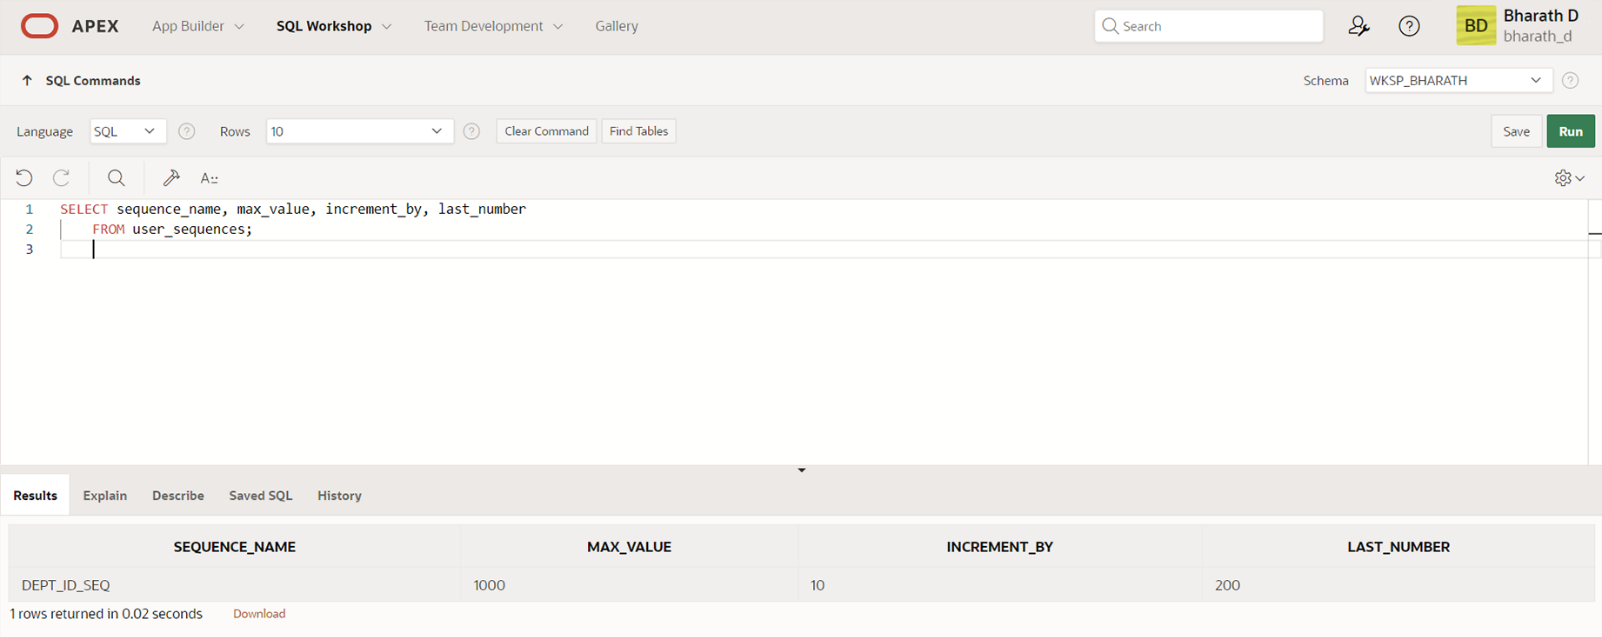 APEX App Builder SQL Workshop Team Development Gallery Search ? BD Bharath D
bharath_d
SQL Commands Schema WKSP_BHARATH ?
Language SQL ? Rows 10 ? Clear Command Find Tables Save Run
A::
1 SELECT sequence_name, max_value, increment_by, last_number
2 FROM user_sequences;
3
Results Explain Describe Saved SQL History
SEQUENCE_NAME MAX_VALUE INCREMENT_BY LAST_NUMBER
DEPT_ID_SEQ 1000 10 200
1 rows returned in 0.02 seconds Download